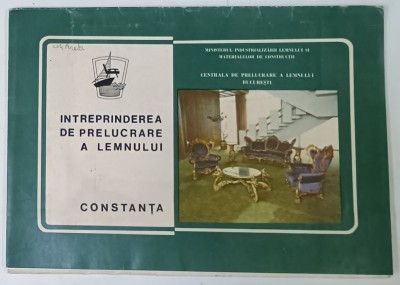 INTREPRINDEREA
DE PRELUCRARE
A LEMNULUI
CONSTANȚA
MINISTERUL INDUSTRIALIZĂRII LEMNULUI ȘI
MATERIALELOR DE CONSTRUCȚII
CENTRALA DE PRELUCRARE A LEMNULUI
BUCUREȘTI